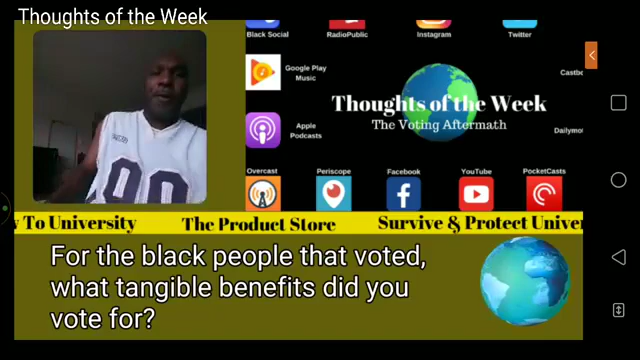 Thoughts of the Week
Black Social
RadioPublic
Instagram
Twitter
Google Play
Music
Castbo
Thoughts of the Week
The Voting Aftermath
Apple
Podcasts
Dailymot
Overcast
Periscope
Facebook
YouTube
PocketCasts
90
y To University
The Product Store
Survive & Protect Univer
For the black people that voted,
what tangible benefits did you
vote for?